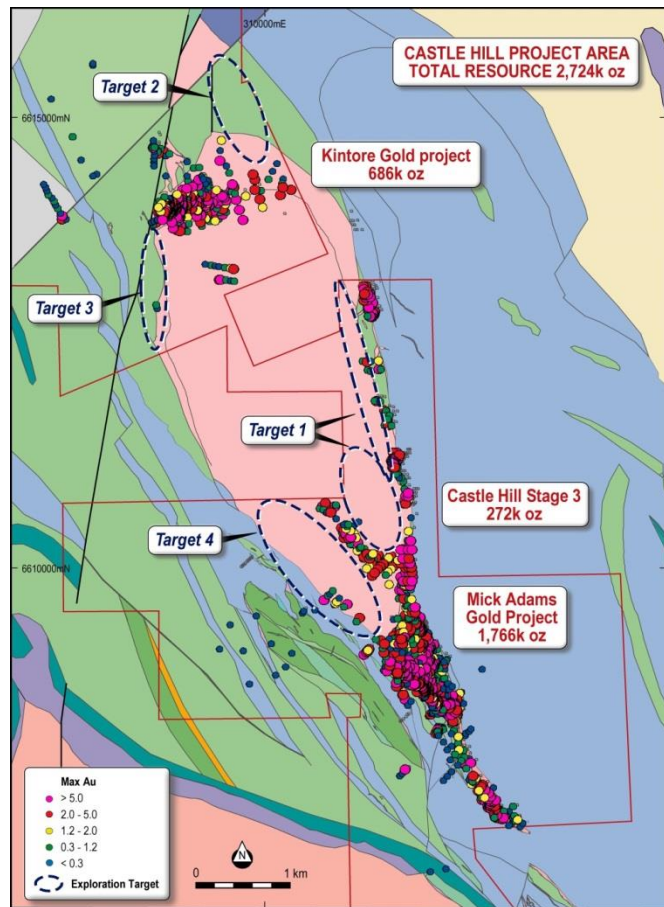 310000mE
CASTLE HILL PROJECT AREA
TOTAL RESOURCE 2,724k oz
Target 2
6615000mN
Kintore Gold project
686k oz
Target 3
Target 1
Castle Hill Stage 3
272k oz
Target 4
6610000mN
Mick Adams
Gold Project
1,766k oz
Max Au
> 5.0
2.0 - 5.0
1.2 - 2.0
0.3 - 1.2
< 0.3
Exploration Target
N
0
1 km